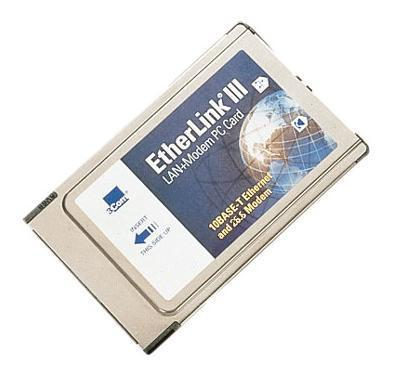 EtherLink® III
LAN+Modem PC Card
10BASE-T Ethernet
and 28.8 Modem
3Com®
INSERT
THIS SIDE UP